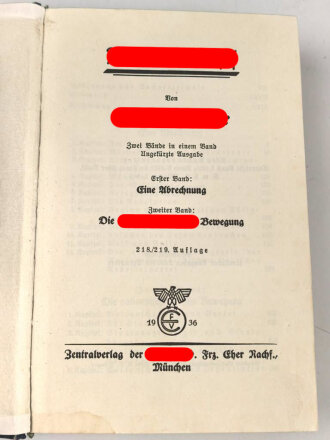 Von
Zwei Bände in einem Band
Ungekürzte Ausgabe
Erster Band:
Eine Abrechnung
Zweiter Band:
Die Bewegung
218./219. Auflage
19 F E V 36
Zentralverlag der . Frz. Eher Nachf.,
München